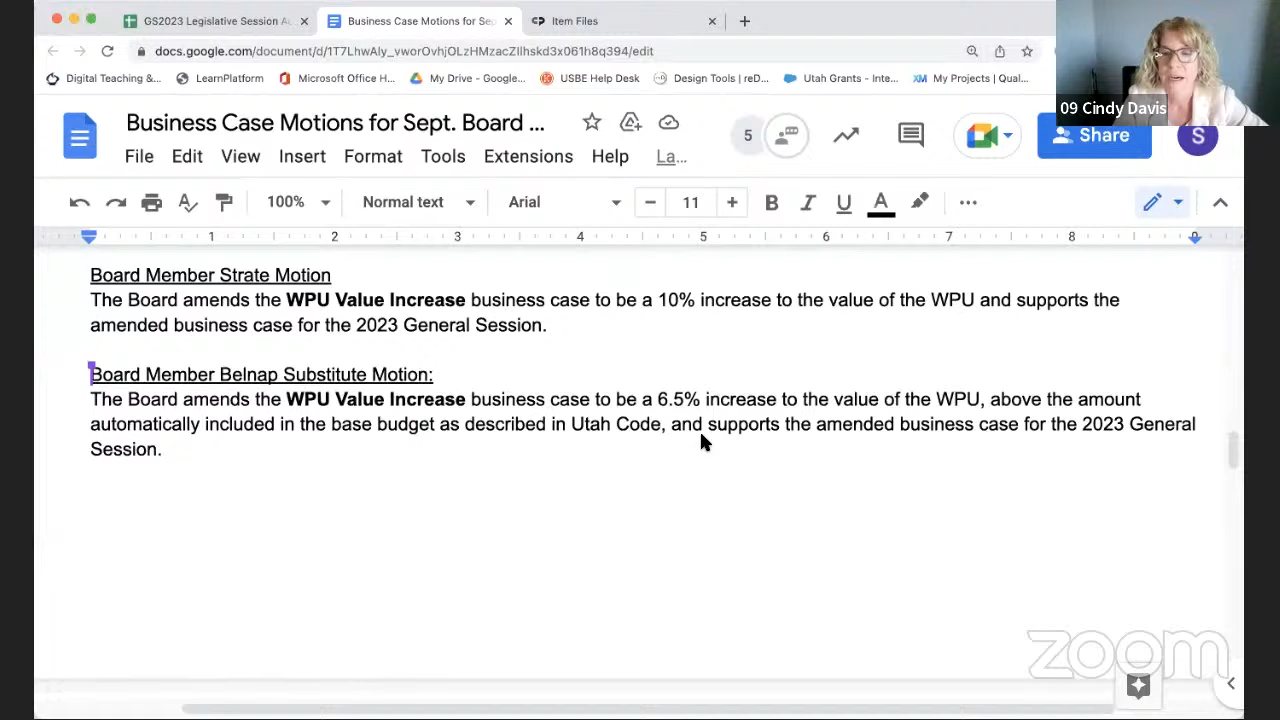 GS2023 Legislative Session Au
Business Case Motions for Sep
Item Files
docs.google.com/document/d/1T7LhwAly_vworOvhjOLzHMzacZIlhskd3x061h8q394/edit
Digital Teaching &... LearnPlatform Microsoft Office H... My Drive - Google... USBE Help Desk Design Tools | reD... Utah Grants - Inte... XM My Projects | Qual...
09 Cindy Davis
Business Case Motions for Sept. Board ...
5
Share
S
File Edit View Insert Format Tools Extensions Help La...
100% Normal text Arial 11 B I U A
1 2 3 4 5 6 7 8 9
Board Member Strate Motion
The Board amends the WPU Value Increase business case to be a 10% increase to the value of the WPU and supports the
amended business case for the 2023 General Session.
Board Member Belnap Substitute Motion:
The Board amends the WPU Value Increase business case to be a 6.5% increase to the value of the WPU, above the amount
automatically included in the base budget as described in Utah Code, and supports the amended business case for the 2023 General
Session.
zoom